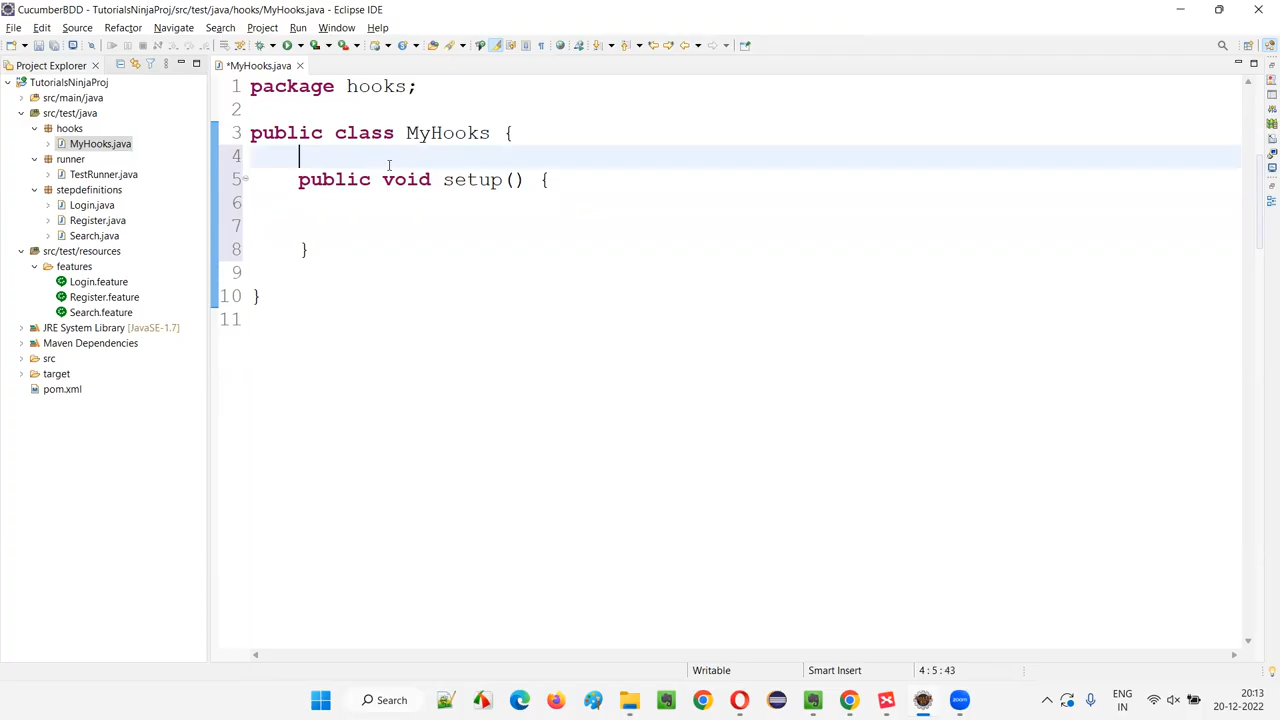 CucumberBDD - TutorialsNinjaProj/src/test/java/hooks/MyHooks.java - Eclipse IDE
File Edit Source Refactor Navigate Search Project Run Window Help
Project Explorer
*MyHooks.java
TutorialsNinjaProj
src/main/java
src/test/java
hooks
MyHooks.java
runner
TestRunner.java
stepdefinitions
Login.java
Register.java
Search.java
src/test/resources
features
Login.feature
Register.feature
Search.feature
JRE System Library [JavaSE-1.7]
Maven Dependencies
src
target
pom.xml
1 package hooks;
2
3 public class MyHooks {
4
5 public void setup() {
6
7
8 }
9
10 }
11
Writable Smart Insert 4 : 5 : 43
Search
ENG
IN
20:13
20-12-2022